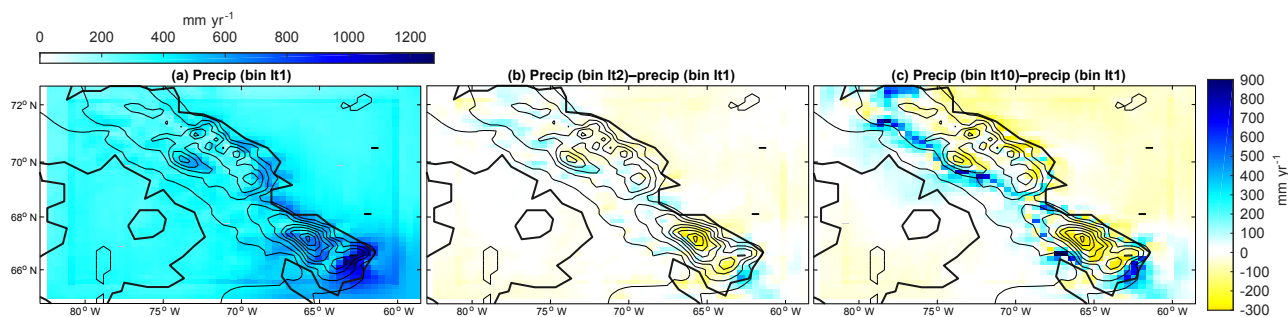 mm yr-1
0 200 400 600 800 1000 1200
(a) Precip (bin It1) (b) Precip (bin It2)–precip (bin It1) (c) Precip (bin It10)–precip (bin It1)
72° N
70° N
68° N
66° N
80° W 75° W 70° W 65° W 60° W 80° W 75° W 70° W 65° W 60° W 80° W 75° W 70° W 65° W 60° W
900
800
700
600
500
400
300
200
100
0
-100
-200
-300
mm yr-1